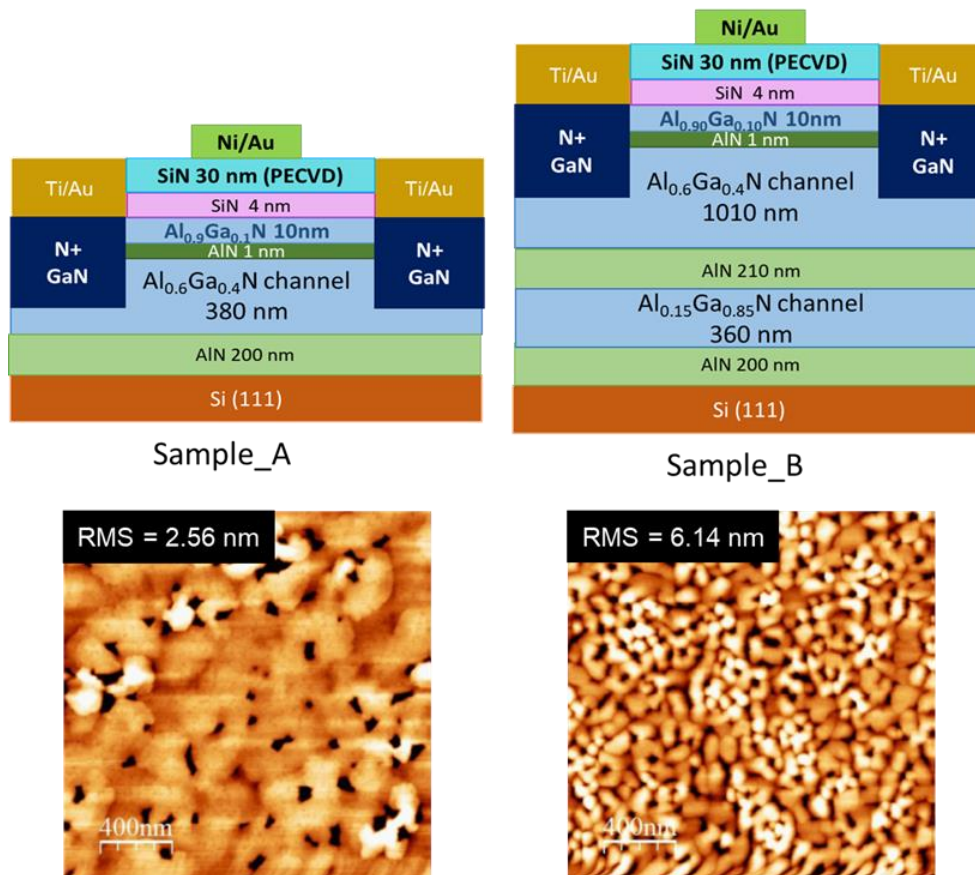 Ni/Au
SiN 30 nm (PECVD)
Ti/Au
Ti/Au
SiN 4 nm
Al₀.₉Ga₀.₁N 10nm
AlN 1 nm
N+
GaN
N+
GaN
Al₀.₆Ga₀.₄N channel
380 nm
AlN 200 nm
Si (111)
Sample_A
Ni/Au
SiN 30 nm (PECVD)
Ti/Au
Ti/Au
SiN 4 nm
Al₀.₉₀Ga₀.₁₀N 10nm
AlN 1 nm
N+
GaN
N+
GaN
Al₀.₆Ga₀.₄N channel
1010 nm
AlN 210 nm
Al₀.₁₅Ga₀.₈₅N channel
360 nm
AlN 200 nm
Si (111)
Sample_B
RMS = 2.56 nm
400nm
RMS = 6.14 nm
400nm